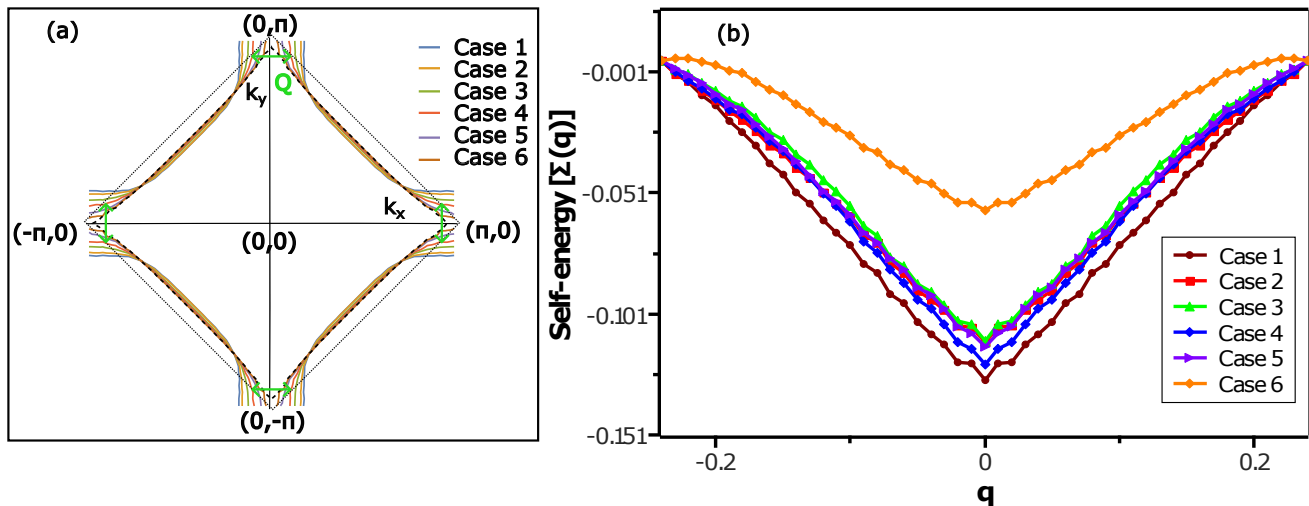 (a)
(0,π)
Case 1
Case 2
Case 3
Case 4
Case 5
Case 6
Q
k_y
k_x
(-π,0)
(0,0)
(π,0)
(0,-π)
(b)
Self-energy [Σ(q)]
-0.001
-0.051
-0.101
-0.151
Case 1
Case 2
Case 3
Case 4
Case 5
Case 6
-0.2
0
0.2
q